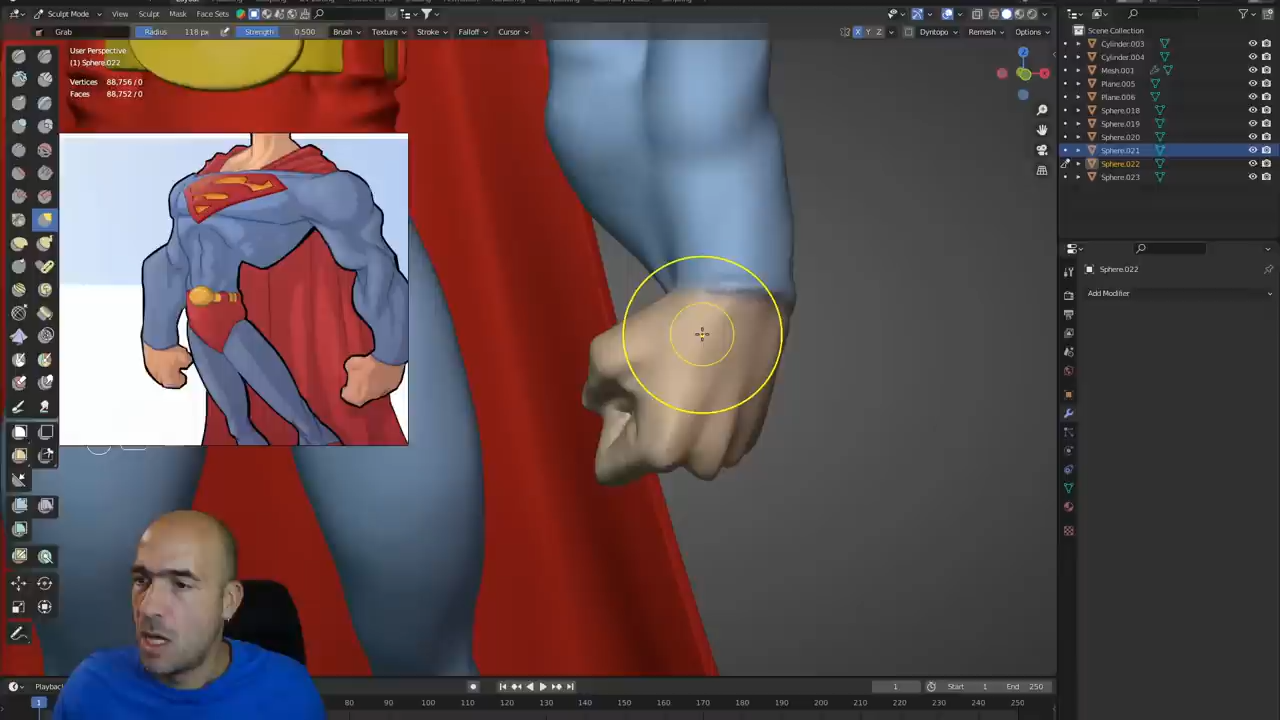 Layout
Sculpting
Sculpt Mode
View
Sculpt
Mask
Face Sets
Grab
Radius
118 px
Strength
0.500
Brush
Texture
Stroke
Falloff
Cursor
X
Y
Z
Dyntopo
Remesh
Options
User Perspective
(1) Sphere.022
Vertices 88,756 / 0
Faces 88,752 / 0
Z
X
Scene Collection
Cylinder.003
Cylinder.004
Mesh.001
Plane.005
Plane.006
Sphere.018
Sphere.019
Sphere.020
Sphere.021
Sphere.022
Sphere.023
Sphere.022
Add Modifier
Playback
1
Start
1
End
250
1
80
90
100
110
120
130
140
150
160
170
180
190
200
210
220
230
240
250